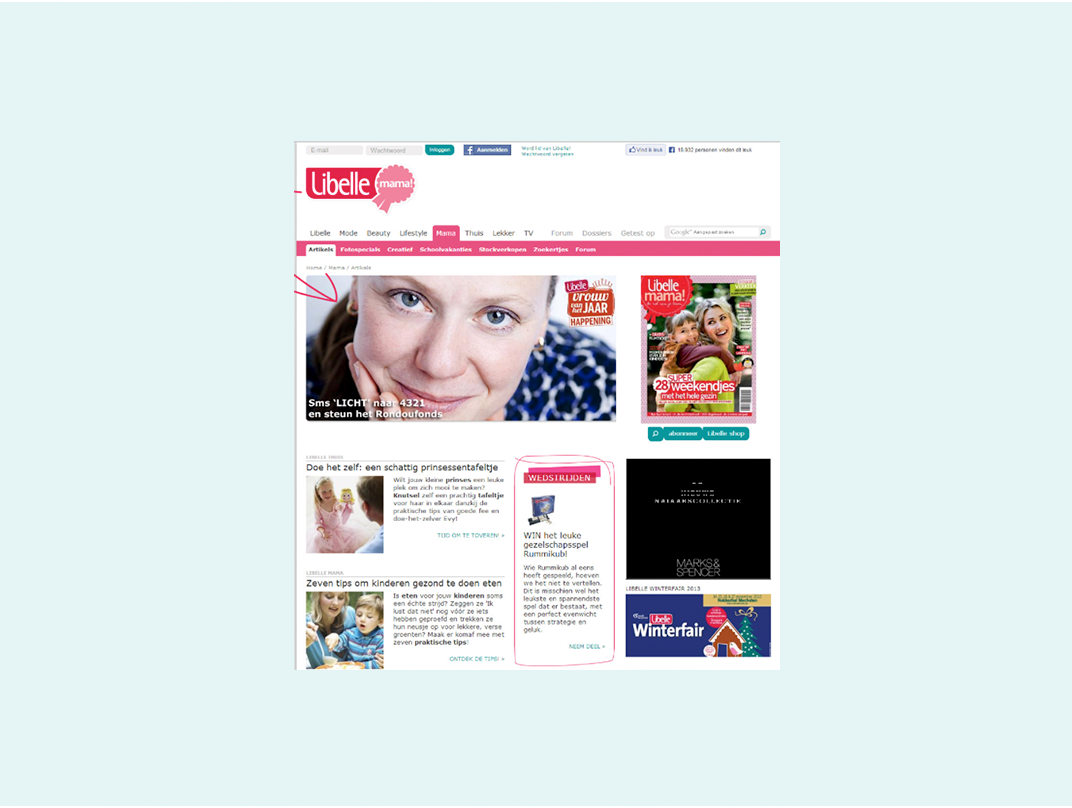 E-mail
Wachtwoord
Inloggen
Aanmelden
Word lid van Libelle!
Wachtwoord vergeten
Vind ik leuk
personen vinden dit leuk
Libelle
mama!
Libelle Mode Beauty Lifestyle Mama Thuis Lekker TV Forum Dossiers Getest op
Google Aangepast zoeken
Artikels Fotospecials Creatief Schoolvakanties Stockverkopen Zoekertjes Forum
Home / Mama / Artikels
Libelle
vrouw
van het JAAR
HAPPENING
Sms 'LICHT' naar 4321
en steun het Rondoufonds
Libelle
mama!
SUPER
28 weekendjes
met het hele gezin
abonneer
Libelle shop
LIBELLE THUIS
Doe het zelf: een schattig prinsessentafeltje
Wilt jouw kleine prinses een leuke
plek om zich mooi te maken?
Knutsel zelf een prachtig tafeltje
voor haar in elkaar dankzij de
praktische tips van goede fee en
doe-het-zelver Evy!
TIJD OM TE TOVEREN! »
LIBELLE MAMA
Zeven tips om kinderen gezond te doen eten
Is eten voor jouw kinderen soms
een échte strijd? Zeggen ze 'Ik
lust dat niet' nog vóór ze iets
hebben geproefd en trekken ze
hun neusje op voor lekkere, verse
groenten? Maak er komaf mee met
zeven praktische tips!
ONTDEK DE TIPS! »
WEDSTRIJDEN
WIN het leuke
gezelschapsspel
Rummikub!
Wie Rummikub al eens
heeft gespeeld, hoeven
we het niet te vertellen.
Dit is misschien wel het
leukste en spannendste
spel dat er bestaat, met
een perfect evenwicht
tussen strategie en
geluk.
NEEM DEEL »
NAJAARSCOLLECTIE
MARKS &
SPENCER
LIBELLE WINTERFAIR 2013
Libelle
Winterfair